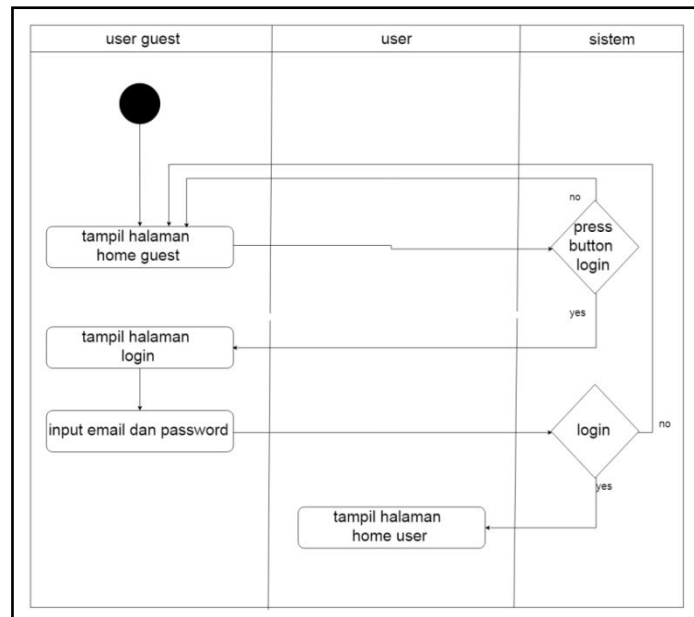 user guest
user
sistem
no
tampil halaman
home guest
press
button
login
yes
tampil halaman
login
input email dan password
login
no
yes
tampil halaman
home user